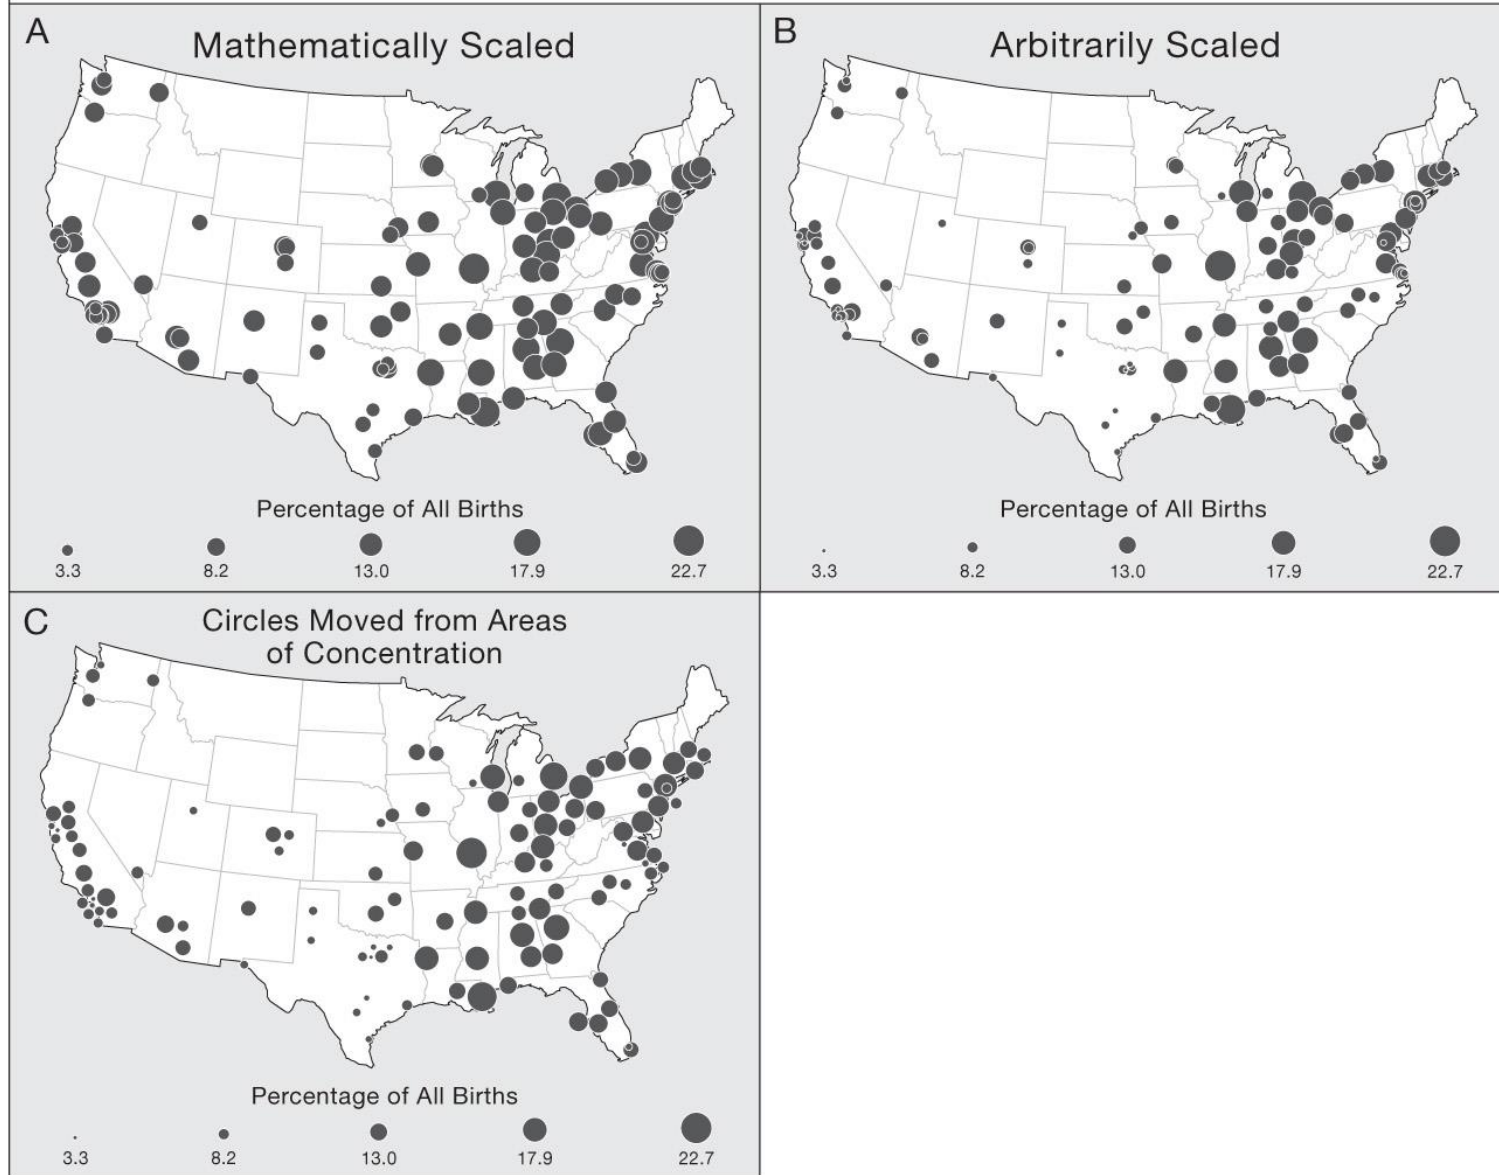 A
Mathematically Scaled
Percentage of All Births
3.3 8.2 13.0 17.9 22.7
B
Arbitrarily Scaled
Percentage of All Births
3.3 8.2 13.0 17.9 22.7
C
Circles Moved from Areas
of Concentration
Percentage of All Births
3.3 8.2 13.0 17.9 22.7